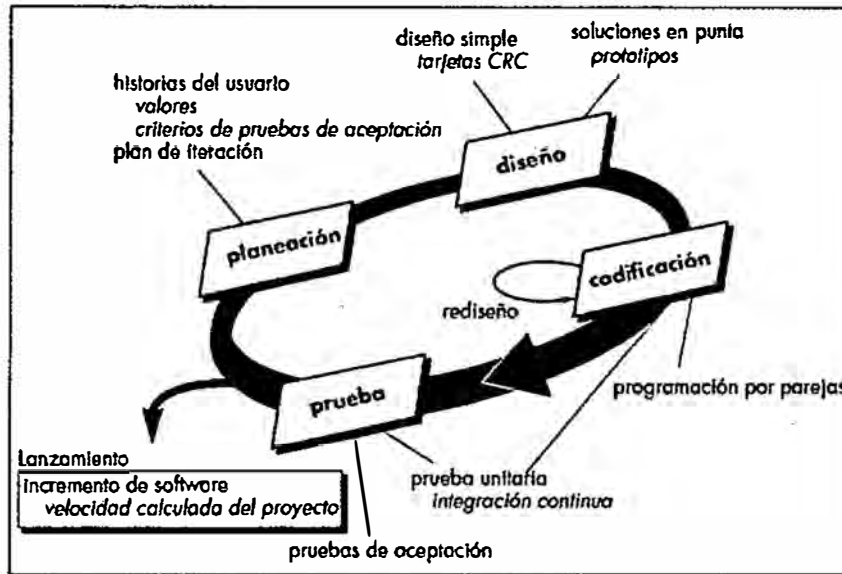 diseño simple
tarjetas CRC
soluciones en punta
prototipos
historias del usuario
valores
criterios de pruebas de aceptación
plan de iteración
diseño
planeación
codificación
rediseño
prueba
programación por parejas
Lanzamiento
incremento de software
velocidad calculada del proyecto
prueba unitaria
integración continua
pruebas de aceptación